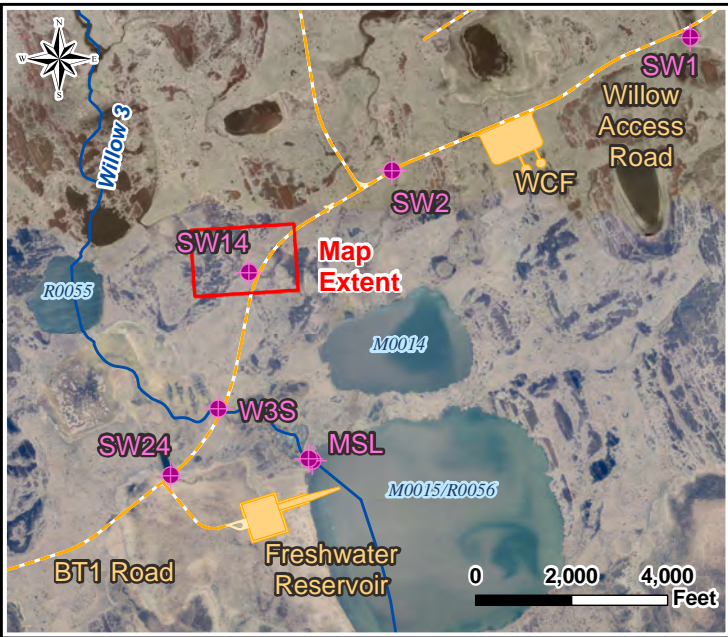 N
W E
S
SW1
Willow
Access
Road
Willow 3
WCF
SW2
SW14
Map
Extent
R0055
M0014
W3S
SW24
MSL
M0015/R0056
Freshwater
Reservoir
BT1 Road
0 2,000 4,000
Feet